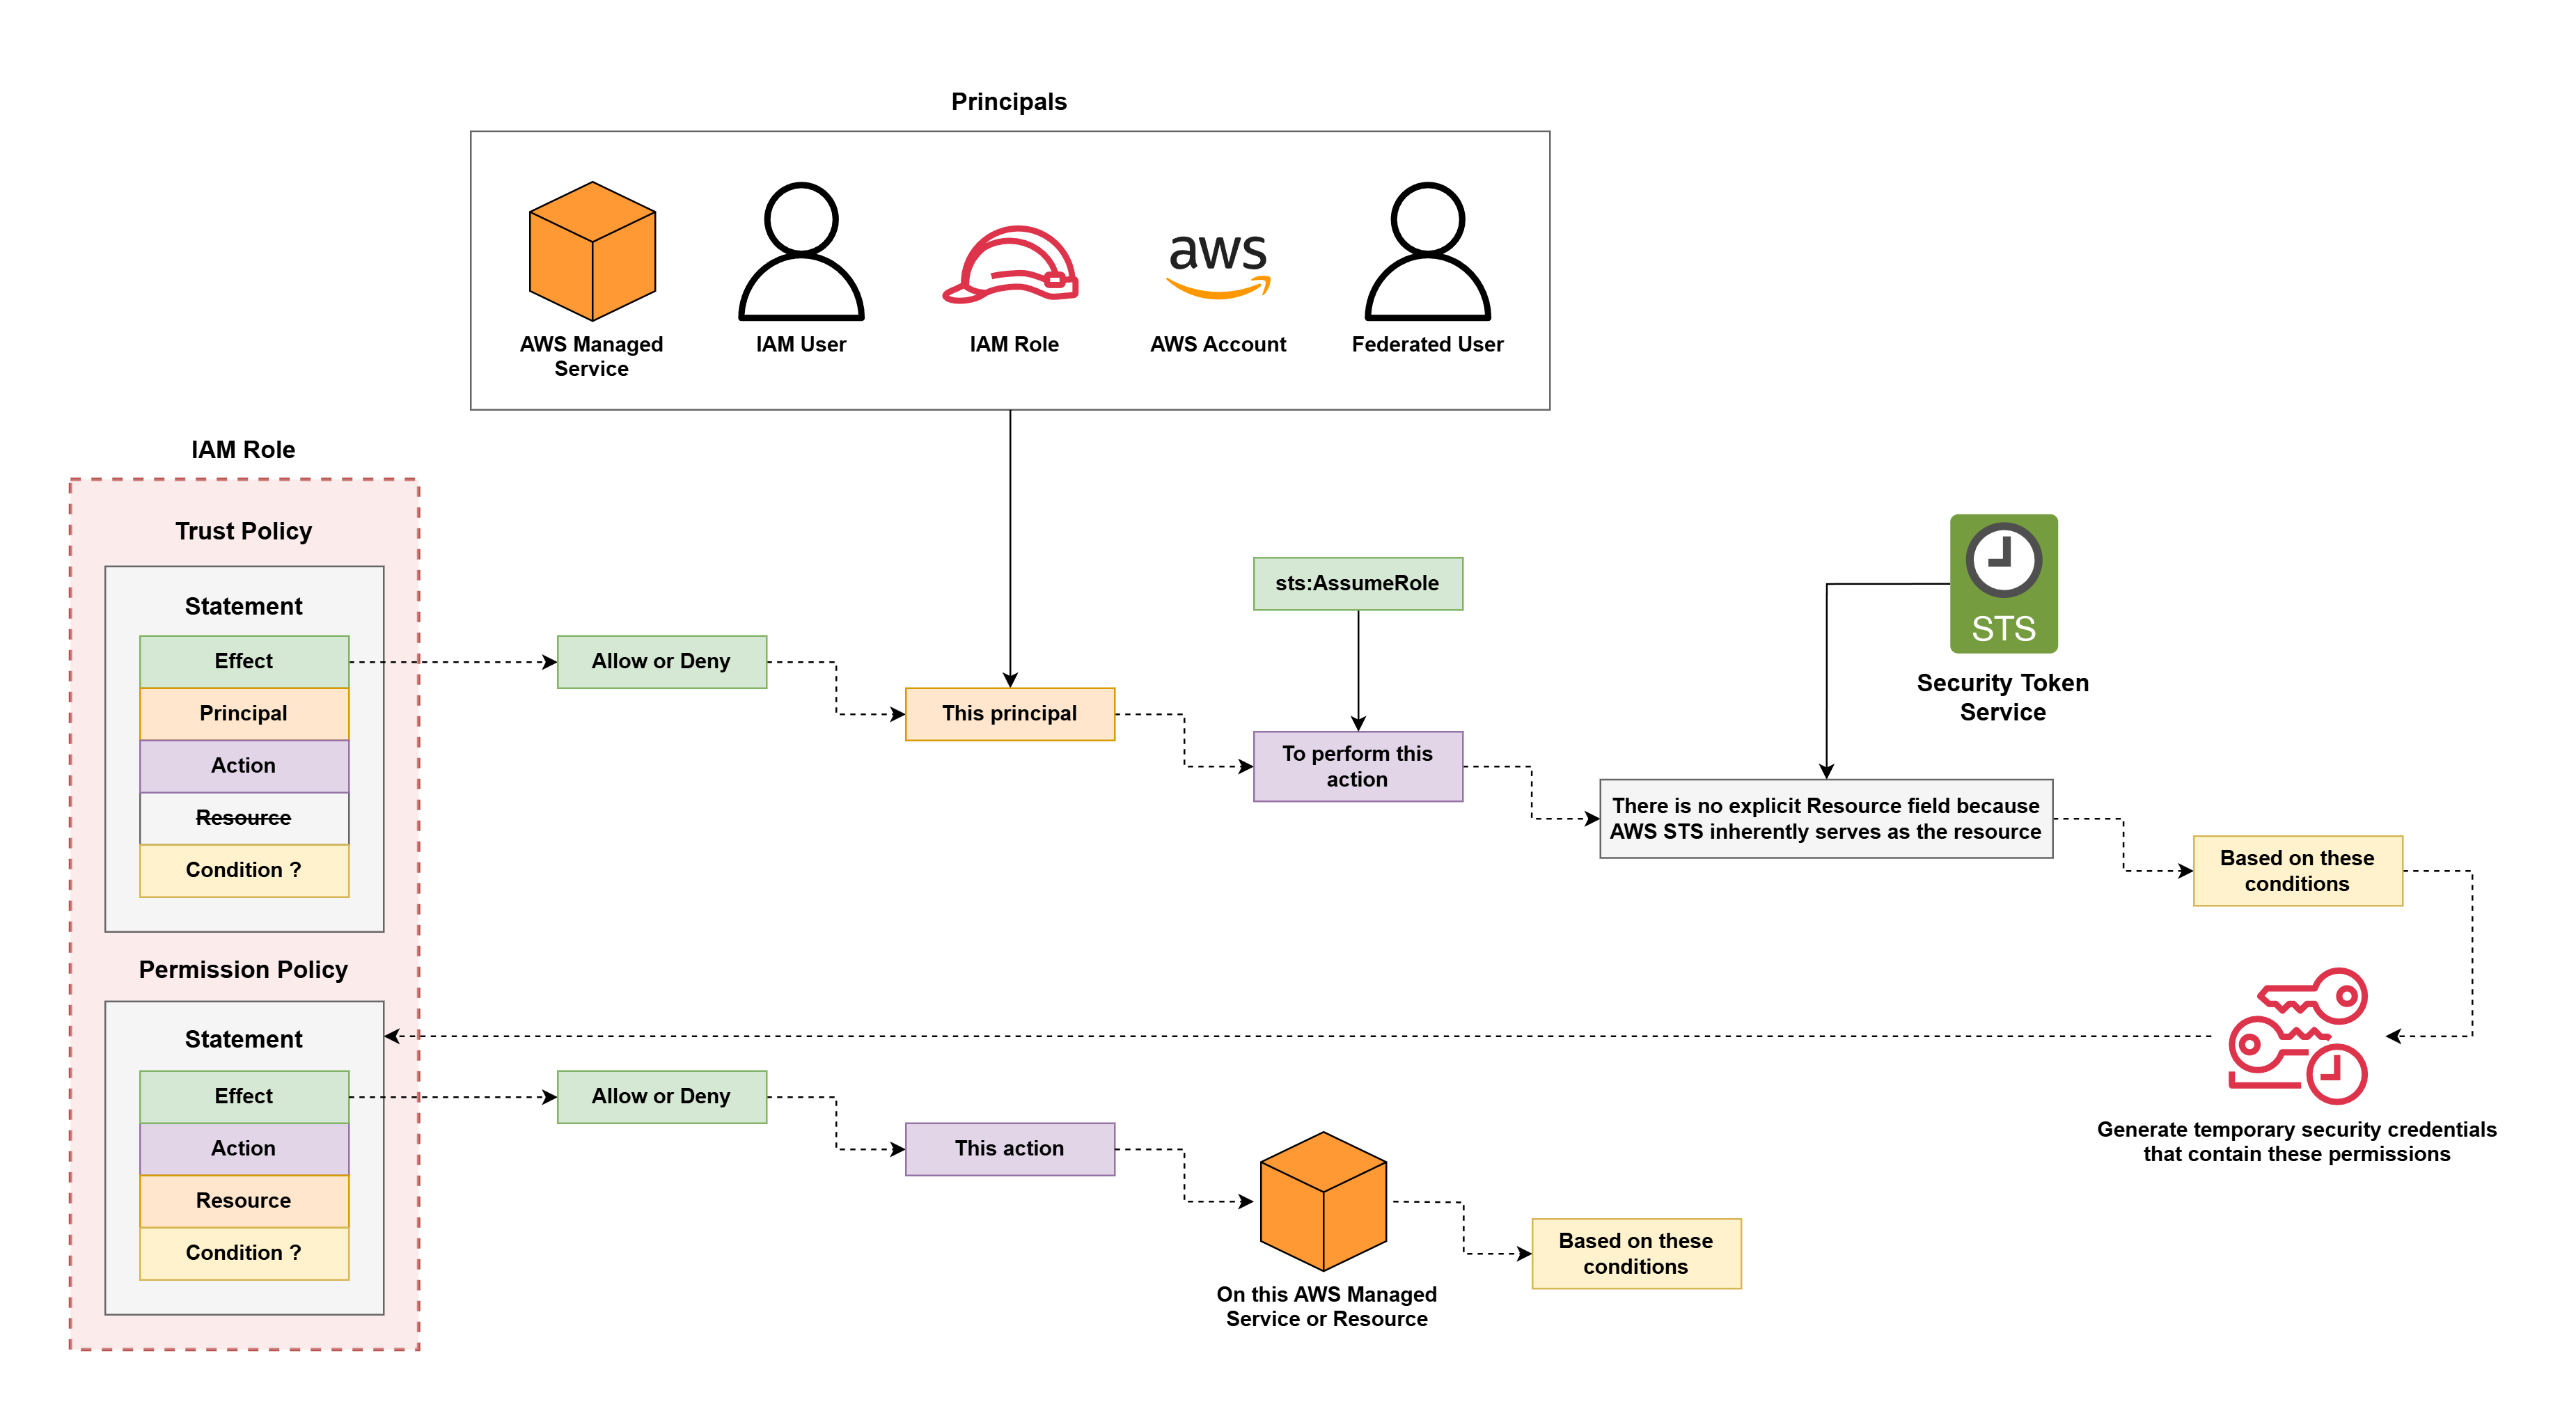 Principals
AWS Managed
Service
IAM User
IAM Role
aws
AWS Account
Federated User
IAM Role
Trust Policy
Statement
Effect
Principal
Action
Resource
Condition ?
Allow or Deny
This principal
sts:AssumeRole
To perform this
action
STS
Security Token
Service
There is no explicit Resource field because
AWS STS inherently serves as the resource
Based on these
conditions
Generate temporary security credentials
that contain these permissions
Permission Policy
Statement
Effect
Action
Resource
Condition ?
Allow or Deny
This action
On this AWS Managed
Service or Resource
Based on these
conditions